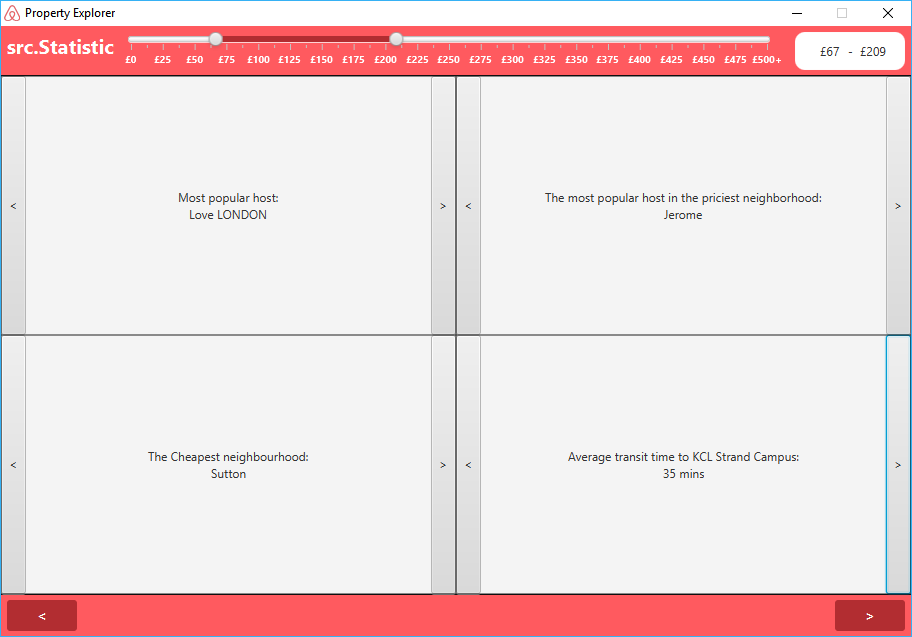 Property Explorer
src.Statistic
£0 £25 £50 £75 £100 £125 £150 £175 £200 £225 £250 £275 £300 £325 £350 £375 £400 £425 £450 £475 £500+
£67 - £209
<
Most popular host:
Love LONDON
>
<
The most popular host in the priciest neighborhood:
Jerome
>
<
The Cheapest neighbourhood:
Sutton
>
<
Average transit time to KCL Strand Campus:
35 mins
>
<
>